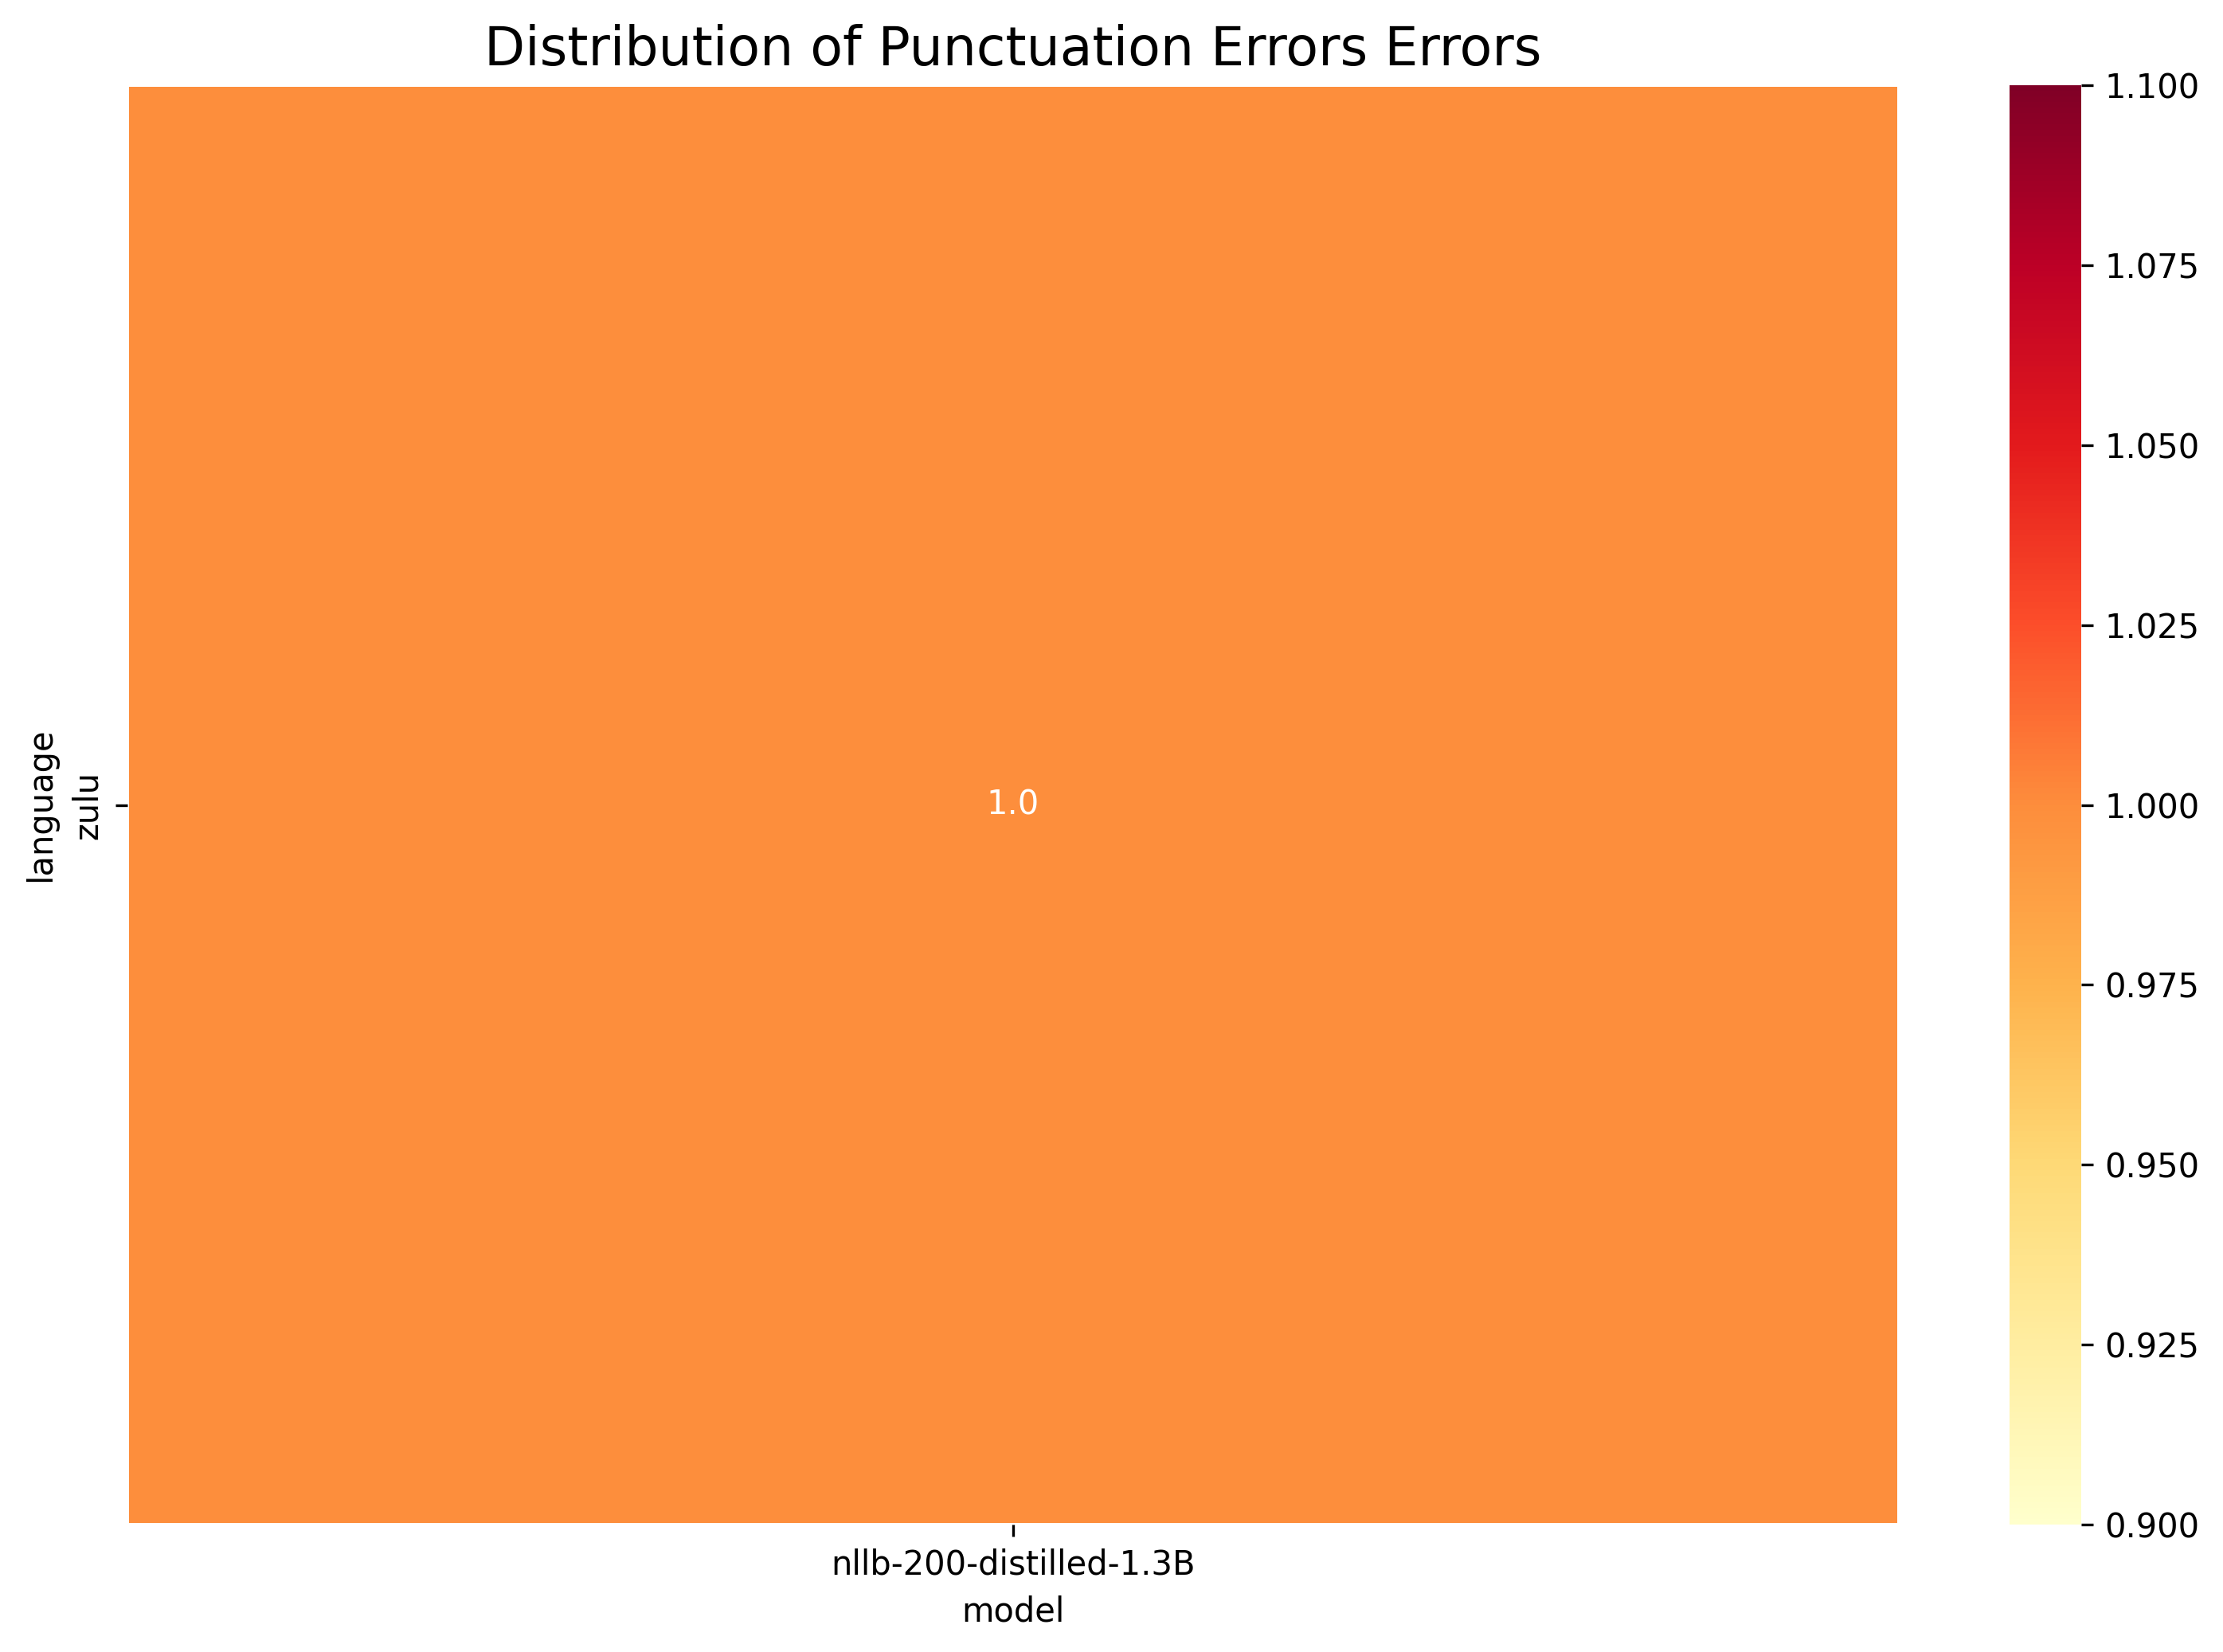 Distribution of Punctuation Errors Errors
1.100
1.075
1.050
1.025
1.000
0.975
0.950
0.925
0.900
language
zulu
1.0
nllb-200-distilled-1.3B
model